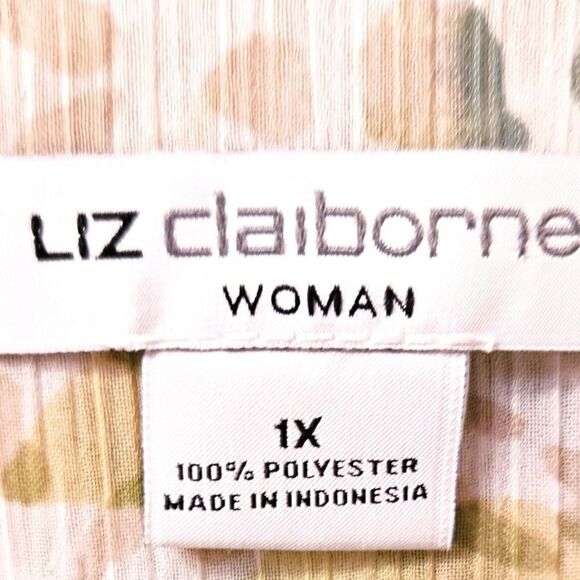 LIZ claiborne
WOMAN
1X
100% POLYESTER
MADE IN INDONESIA